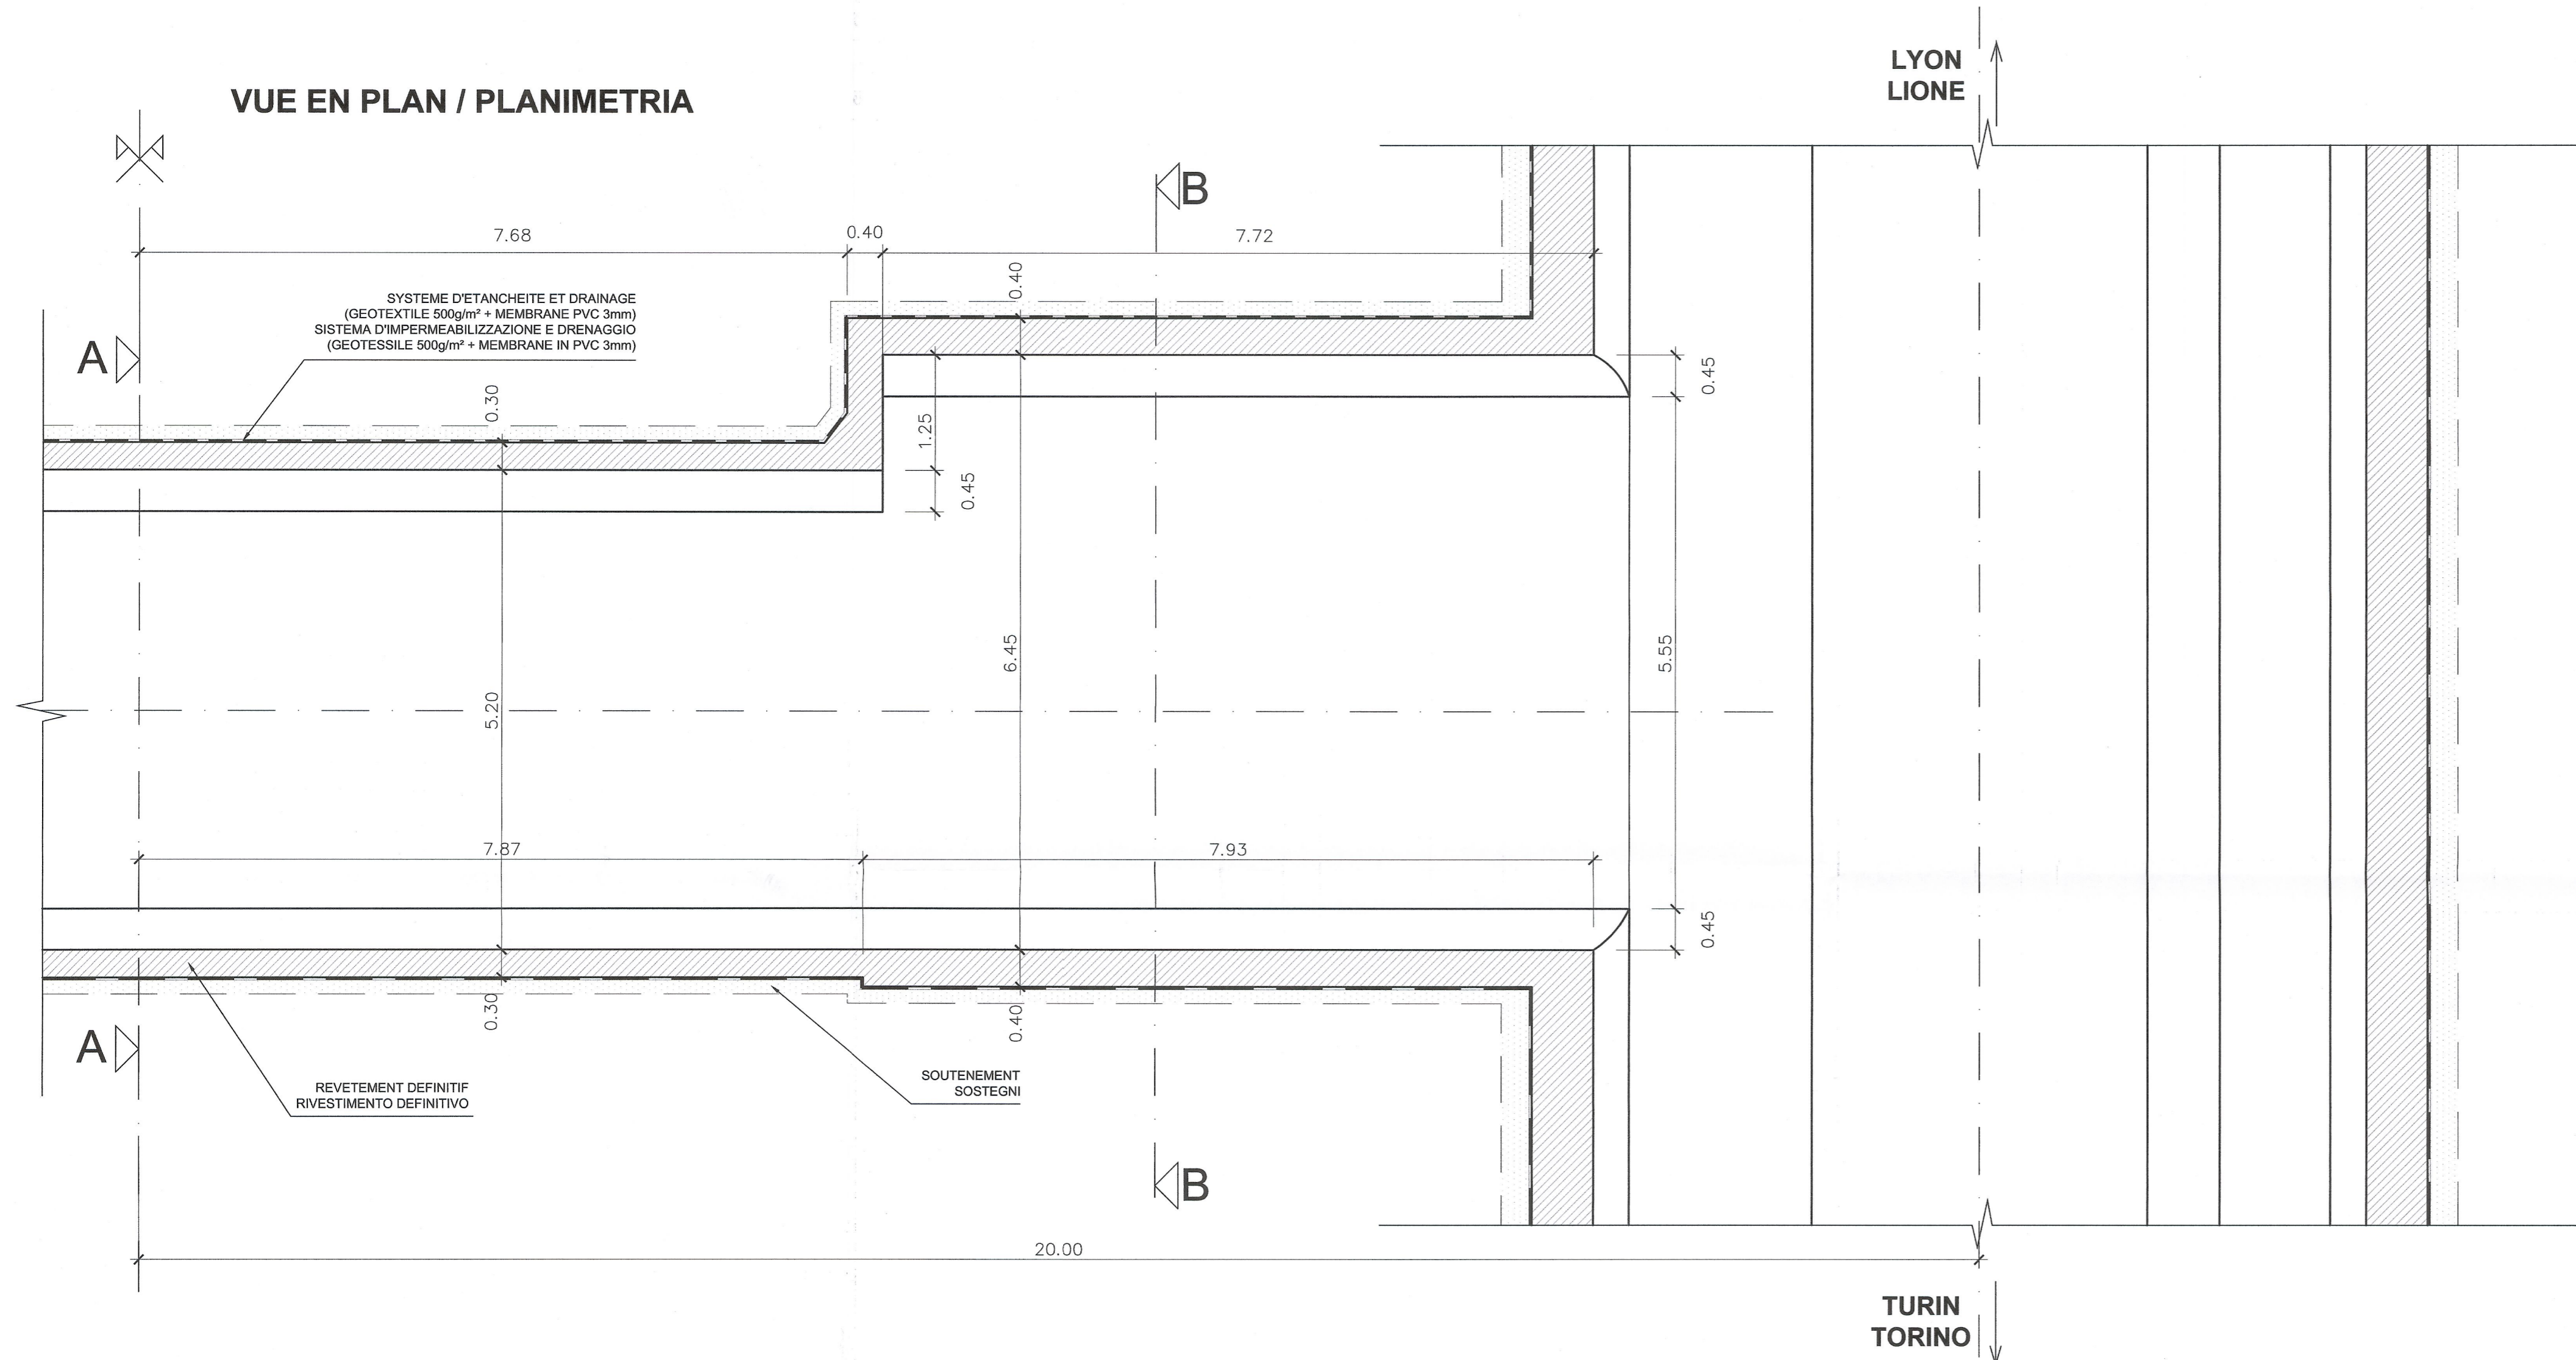 LYON
LIONE
VUE EN PLAN / PLANIMETRIA
B
7.68
0.40
7.72
0.40
SYSTEME D'ETANCHEITE ET DRAINAGE
(GEOTEXTILE 500g/m² + MEMBRANE PVC 3mm)
SISTEMA D'IMPERMEABILIZZAZIONE E DRENAGGIO
(GEOTESSILE 500g/m² + MEMBRANE IN PVC 3mm)
A
0.45
0.30
1.25
0.45
6.45
5.55
5.20
7.87
7.93
0.45
0.30
0.40
A
SOUTENEMENT
SOSTEGNI
REVETEMENT DEFINITIF
RIVESTIMENTO DEFINITIVO
B
20.00
TURIN
TORINO